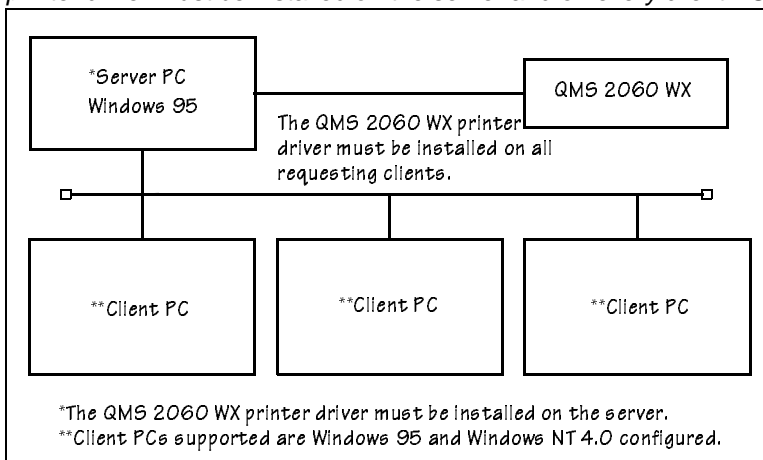 *Server PC
Windows 95
QMS 2060 WX
The QMS 2060 WX printer
driver must be installed on all
requesting clients.
**Client PC
**Client PC
**Client PC
*The QMS 2060 WX printer driver must be installed on the server.
**Client PCs supported are Windows 95 and Windows NT 4.0 configured.